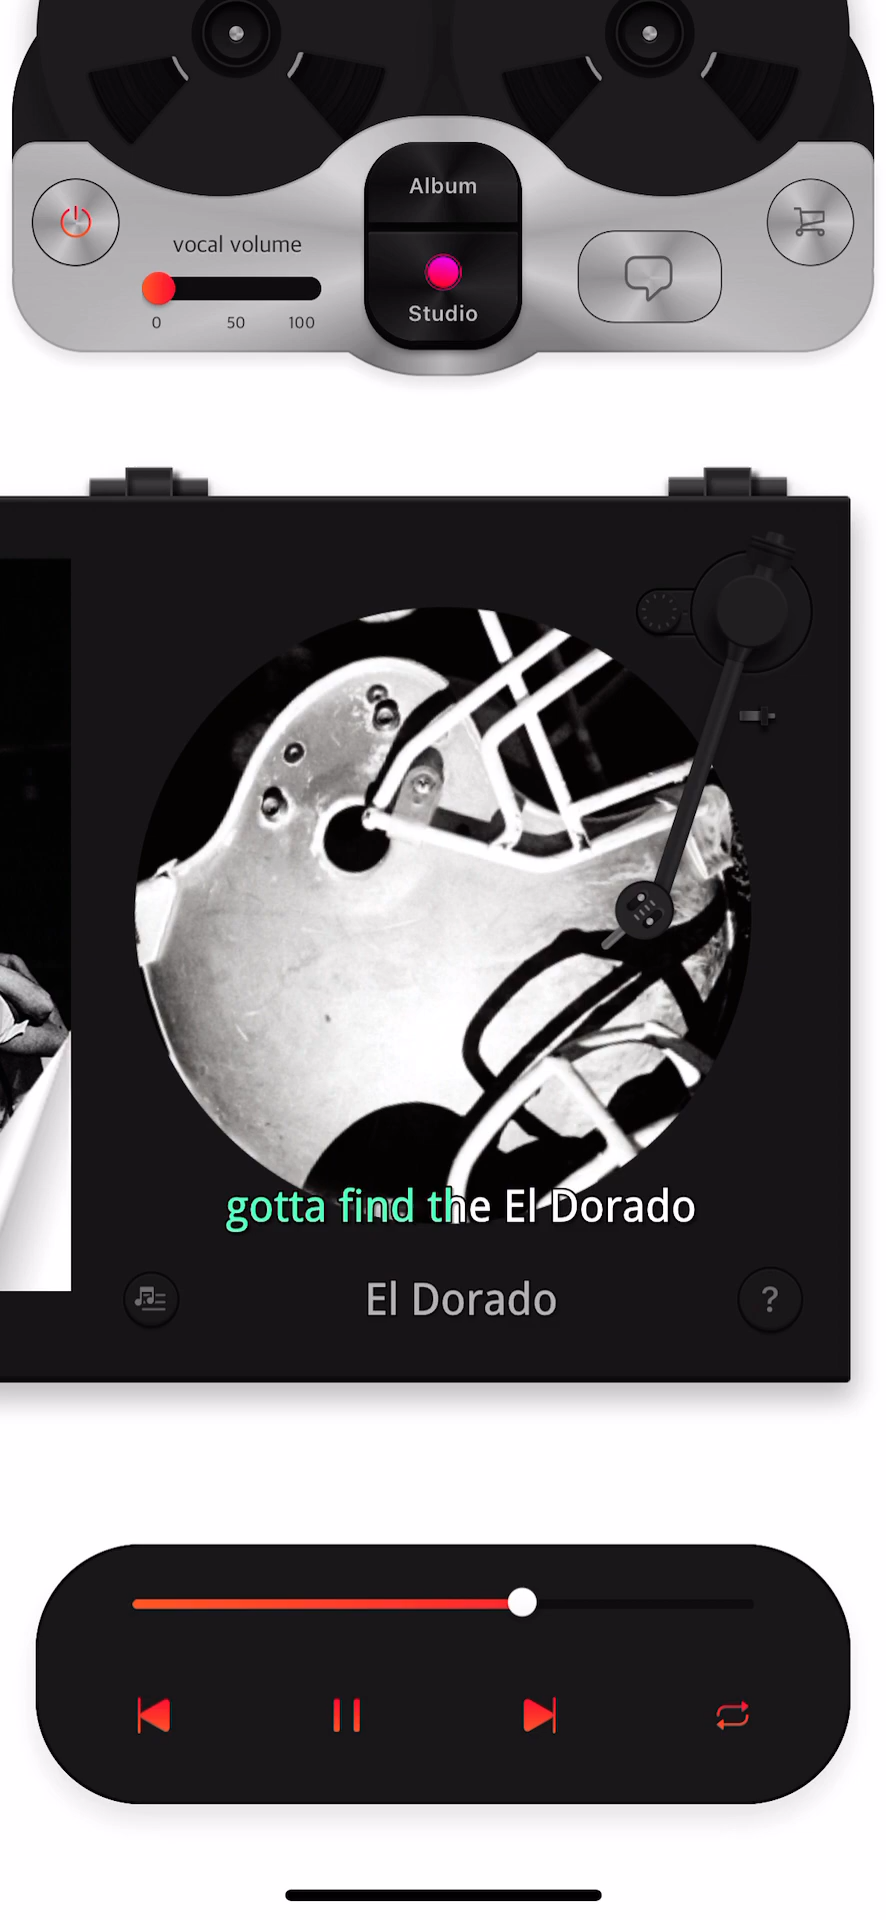 Album
vocal volume
0 50 100
Studio
gotta find the El Dorado
El Dorado
?